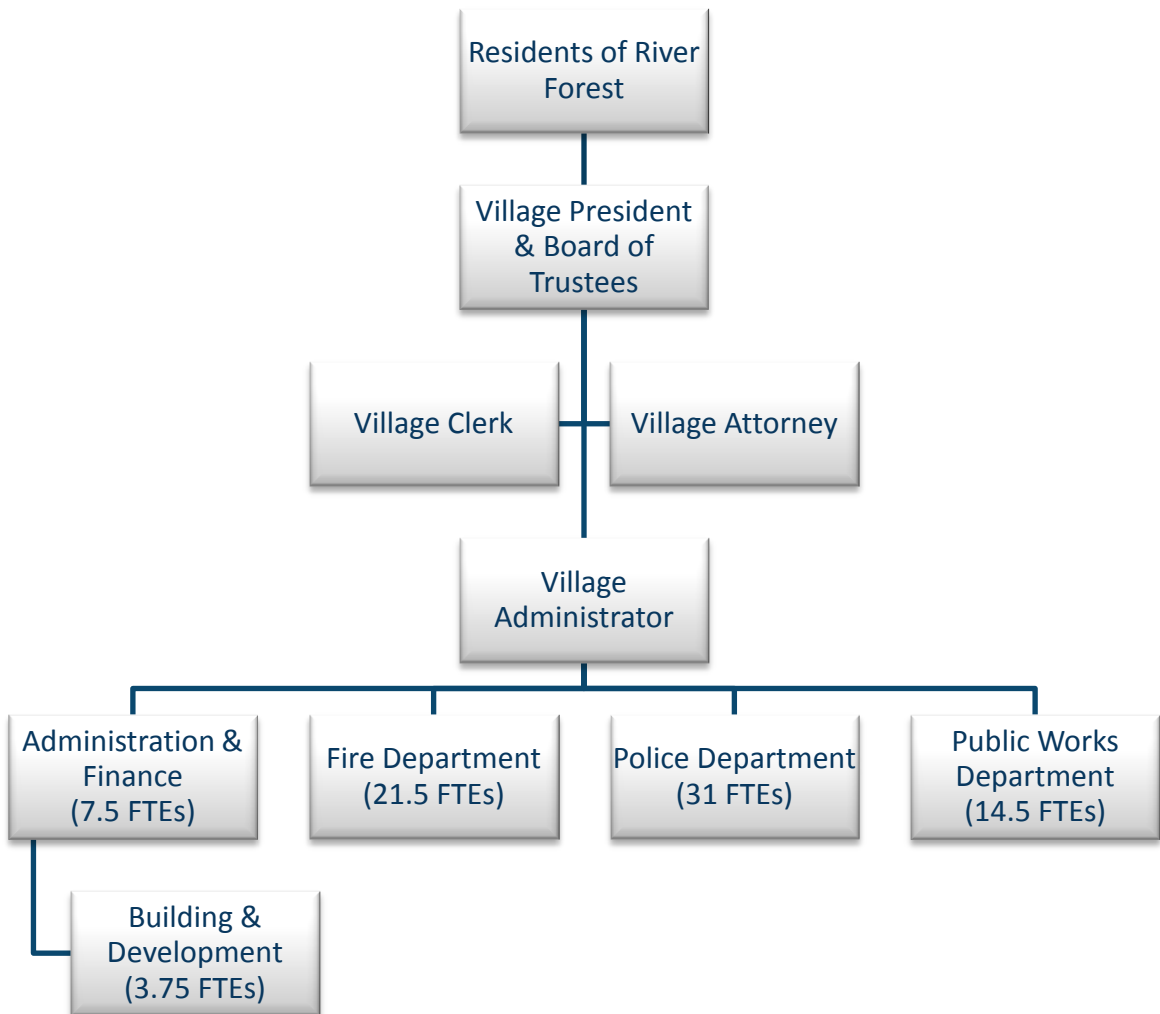 Residents of River
Forest
Village President
& Board of
Trustees
Village Clerk
Village Attorney
Village
Administrator
Administration &
Finance
(7.5 FTEs)
Fire Department
(21.5 FTEs)
Police Department
(31 FTEs)
Public Works
Department
(14.5 FTEs)
Building &
Development
(3.75 FTEs)